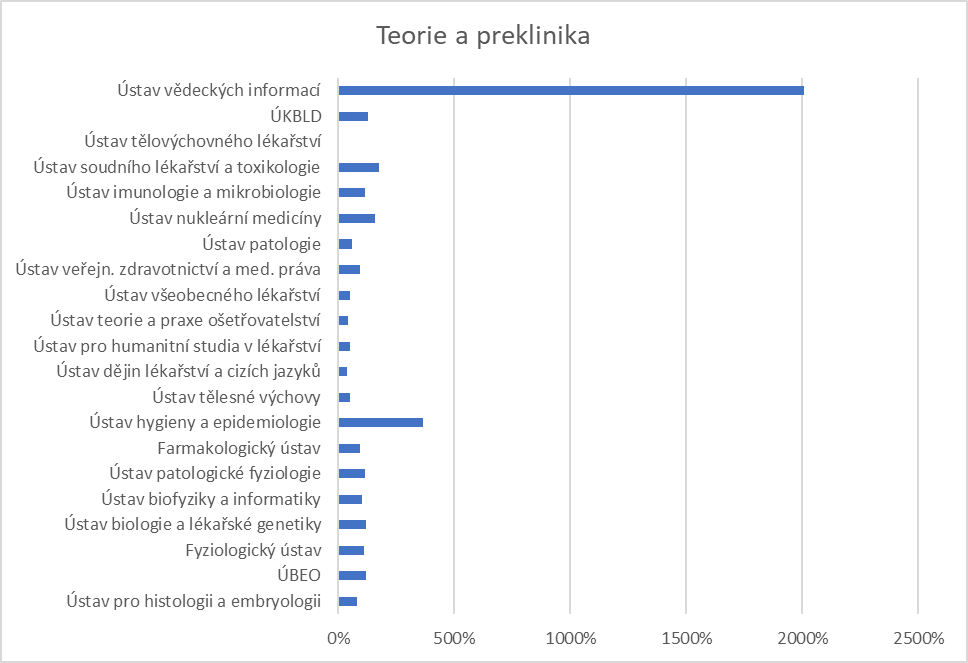 Teorie a preklinika
Ústav vědeckých informací
ÚKBLD
Ústav tělovýchovného lékařství
Ústav soudního lékařství a toxikologie
Ústav imunologie a mikrobiologie
Ústav nukleární medicíny
Ústav patologie
Ústav veřejn. zdravotnictví a med. práva
Ústav všeobecného lékařství
Ústav teorie a praxe ošetřovatelství
Ústav pro humanitní studia v lékařství
Ústav dějin lékařství a cizích jazyků
Ústav tělesné výchovy
Ústav hygieny a epidemiologie
Farmakologický ústav
Ústav patologické fyziologie
Ústav biofyziky a informatiky
Ústav biologie a lékařské genetiky
Fyziologický ústav
ÚBEO
Ústav pro histologii a embryologii
0% 500% 1000% 1500% 2000% 2500%